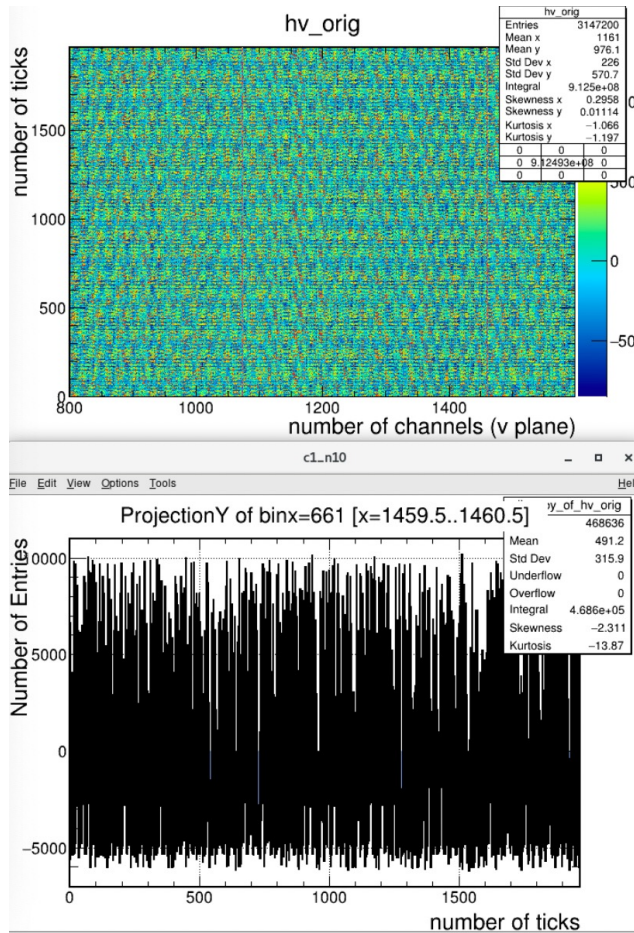 hv_orig
hv_orig
Entries 3147200
Mean x 1161
Mean y 976.1
Std Dev x 226
Std Dev y 570.7
Integral 9.125e+08
Skewness x 0.2958
Skewness y 0.01114
Kurtosis x −1.066
Kurtosis y −1.197
0 0 0
0 9.12493e+08 0
0 0 0
number of ticks
1500
1000
500
0
800 1000 1200 1400
number of channels (v plane)
0
c1_n10
File Edit View Options Tools
ProjectionY of binx=661 [x=1459.5..1460.5]
y_of_hv_orig
468636
Mean 491.2
Std Dev 315.9
Underflow 0
Overflow 0
Integral 4.686e+05
Skewness −2.311
Kurtosis −13.87
Number of Entries
0000
5000
0
−5000
0 500 1000 1500
number of ticks